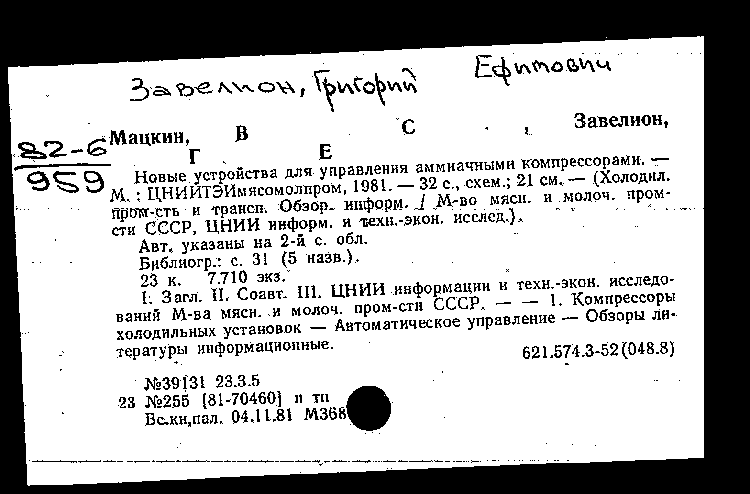 Завелион, Григорий Ефимович
82-6
959
Мацкин, В С , Завелион,
Г Е
Новые устройства для управления аммиачными компрессорами. —
М. : ЦНИИТЭИмясомолпром, 1981. — 32 с., схем.; 21 см. — (Холодил.
пром-сть и трансп. Обзор. информ. / М-во мясн. и молоч. пром-
сти СССР, ЦНИИ информ. и техн.-экон. исслед.).
Авт. указаны на 2-й с. обл.
Библиогр.: с. 31 (5 назв.).
23 к. 7.710 экз.
I. Загл. II. Соавт. III. ЦНИИ информации и техн.-экон. исследо-
ваний М-ва мясн. и молоч. пром-сти СССР. — — 1. Компрессоры
холодильных установок — Автоматическое управление — Обзоры ли-
тературы информационные.
621.574.3-52(048.8)
№39131 23.3.5
23 №255 [81-70460] п тп
Вс.кн.пал. 04.11.81 М368